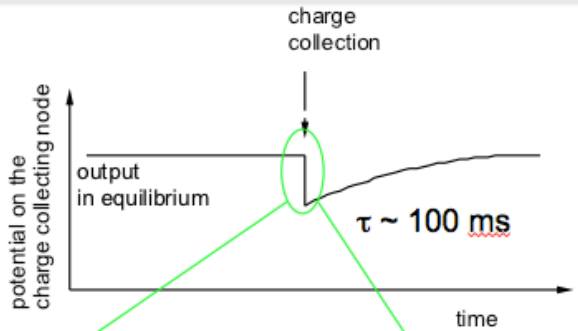 charge
collection
potential on the
charge collecting node
output
in equilibrium
τ ~ 100 ms
time